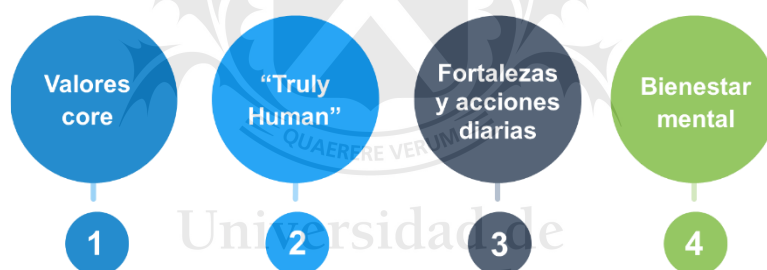 Valores
core
“Truly
Human”
Fortalezas
y acciones
diarias
Bienestar
mental
QUAERERE VERUM
1
2
3
4
Universidad de